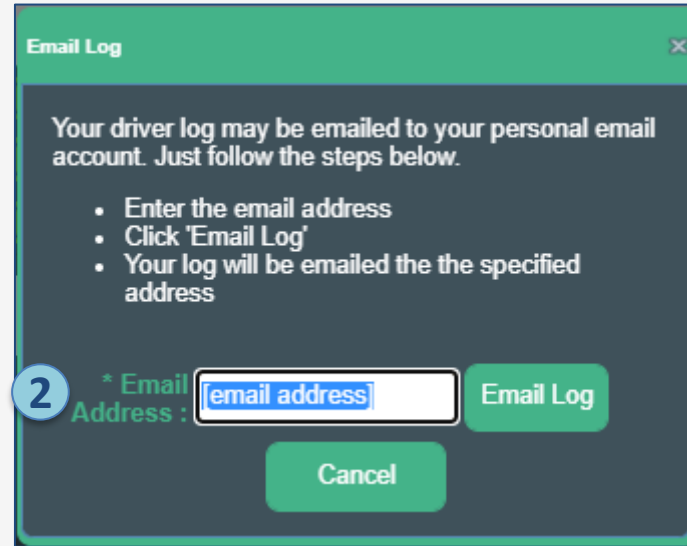 Email Log
Your driver log may be emailed to your personal email
account. Just follow the steps below.
• Enter the email address
• Click 'Email Log'
• Your log will be emailed the the specified
address
2
* Email
Address :
[email address]
Email Log
Cancel